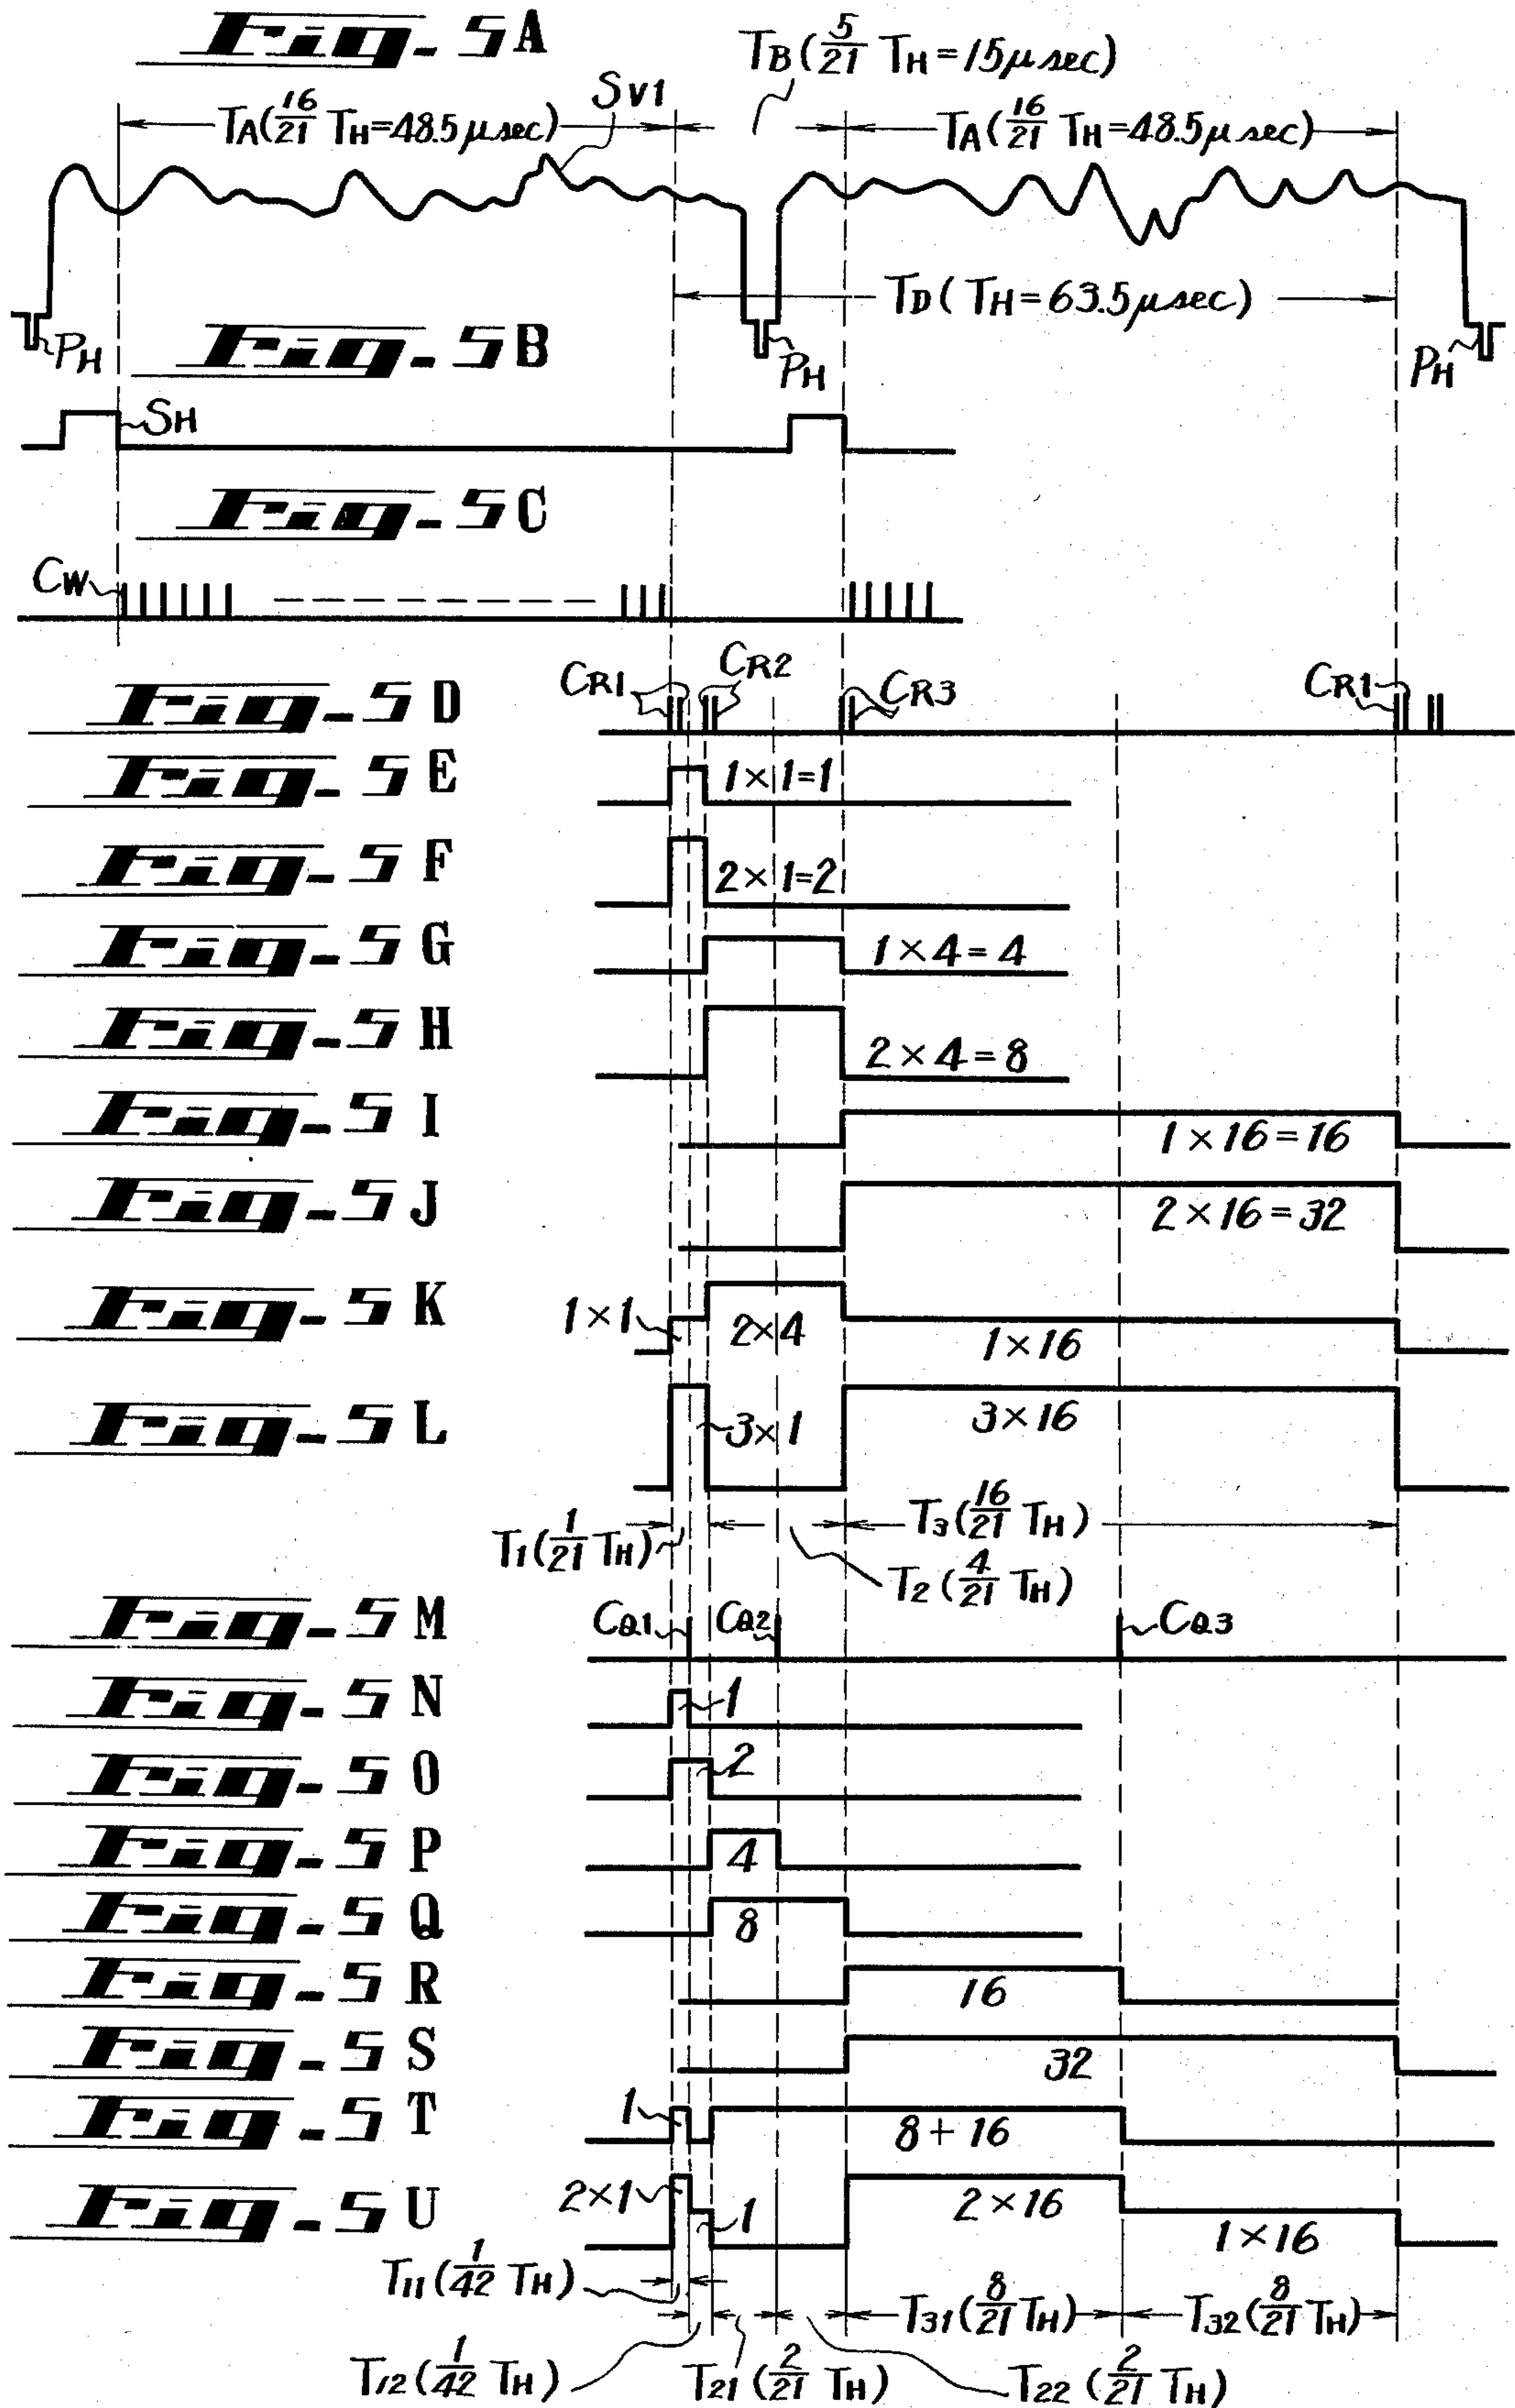 Fig-5A
TB(5/21 TH=15μsec)
SV1
TA(16/21 TH=48.5μsec)
TA(16/21 TH=48.5μsec)
TD(TH=63.5μsec)
PH
PH
PH
Fig-5B
SH
Fig-5C
CW
Fig-5D
CR1
CR2
CR3
CR1
Fig-5E
1×1=1
Fig-5F
2×1=2
Fig-5G
1×4=4
Fig-5H
2×4=8
Fig-5I
1×16=16
Fig-5J
2×16=32
Fig-5K
1×1
2×4
1×16
Fig-5L
3×1
3×16
T1(1/21 TH)
T3(16/21 TH)
T2(4/21 TH)
Fig-5M
CQ1
CQ2
CQ3
Fig-5N
1
Fig-5O
2
Fig-5P
4
Fig-5Q
8
Fig-5R
16
Fig-5S
32
Fig-5T
1
8+16
Fig-5U
2×1
1
2×16
1×16
T11(1/42 TH)
T31(8/21 TH)
T32(8/21 TH)
T12(1/42 TH)
T21(2/21 TH)
T22(2/21 TH)